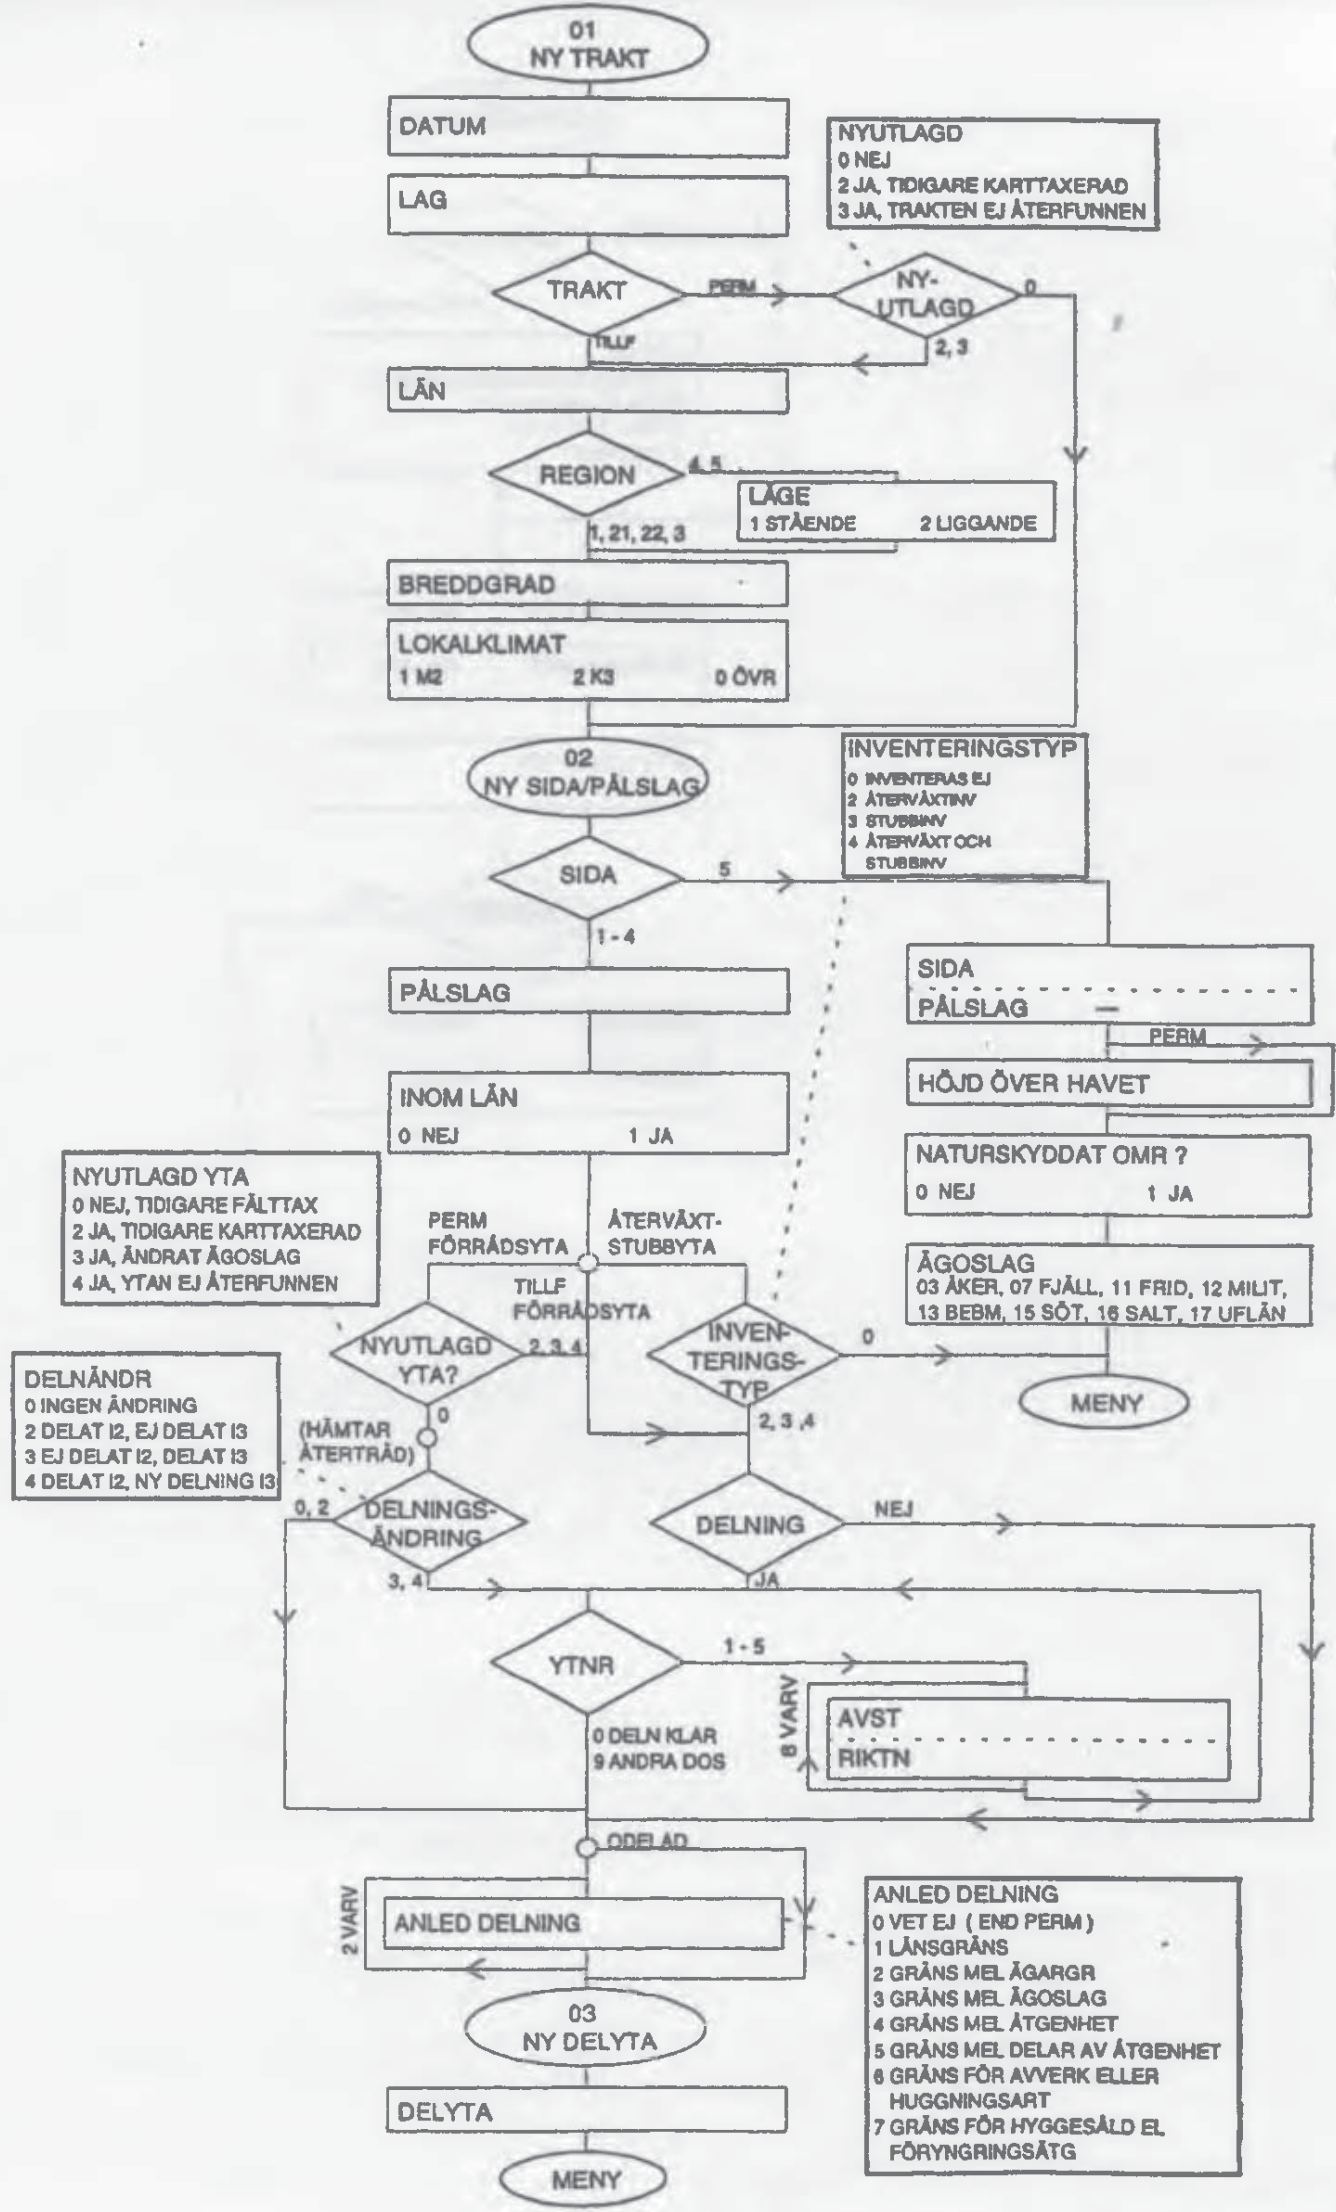 01
NY TRAKT
DATUM
LAG
NYUTLAGD
0 NEJ
2 JA, TIDIGARE KARTTAXERAD
3 JA, TRAKTEN EJ ÅTERFUNNEN
TRAKT
PERM
NY-
UTLAGD
0
TILLF
2, 3
LÄN
REGION
4, 5
LÄGE
1 STÅENDE 2 LIGGANDE
1, 21, 22, 3
BREDDGRAD
LOKALKLIMAT
1 M2 2 K3 0 ÖVR
02
NY SIDA/PÅLSLAG
INVENTERINGSTYP
0 INVENTERAS EJ
2 ÅTERVÄXTINV
3 STUBBINV
4 ÅTERVÄXT OCH
STUBBINV
SIDA
5
1 - 4
PÅLSLAG
SIDA
PÅLSLAG —
PERM
HÖJD ÖVER HAVET
INOM LÄN
0 NEJ 1 JA
NATURSKYDDAT OMR ?
0 NEJ 1 JA
NYUTLAGD YTA
0 NEJ, TIDIGARE FÄLTTAX
2 JA, TIDIGARE KARTTAXERAD
3 JA, ÄNDRAT ÄGOSLAG
4 JA, YTAN EJ ÅTERFUNNEN
PERM
FÖRRÅDSYTA
ÅTERVÄXT-
STUBBYTA
TILLF
FÖRRÅDSYTA
ÄGOSLAG
03 ÅKER, 07 FJÄLL, 11 FRID, 12 MILIT,
13 BEBM, 15 SÖT, 16 SALT, 17 UFLÄN
NYUTLAGD
YTA?
2, 3, 4
INVEN-
TERINGS-
TYP
0
MENY
0
2, 3 ,4
DELNÄNDR
0 INGEN ÄNDRING
2 DELAT I2, EJ DELAT I3
3 EJ DELAT I2, DELAT I3
4 DELAT I2, NY DELNING I3
(HÄMTAR
ÅTERTRÄD)
0, 2
DELNINGS-
ÄNDRING
DELNING
NEJ
3, 4
JA
YTNR
1 - 5
8 VARV
AVST
RIKTN
0 DELN KLAR
9 ANDRA DOS
ODELAD
2 VARV
ANLED DELNING
ANLED DELNING
0 VET EJ ( END PERM )
1 LÄNSGRÄNS
2 GRÄNS MEL ÄGARGR
3 GRÄNS MEL ÄGOSLAG
4 GRÄNS MEL ÅTGENHET
5 GRÄNS MEL DELAR AV ÅTGENHET
6 GRÄNS FÖR AVVERK ELLER
HUGGNINGSART
7 GRÄNS FÖR HYGGESÅLD EL
FÖRYNGRINGSÅTG
03
NY DELYTA
DELYTA
MENY